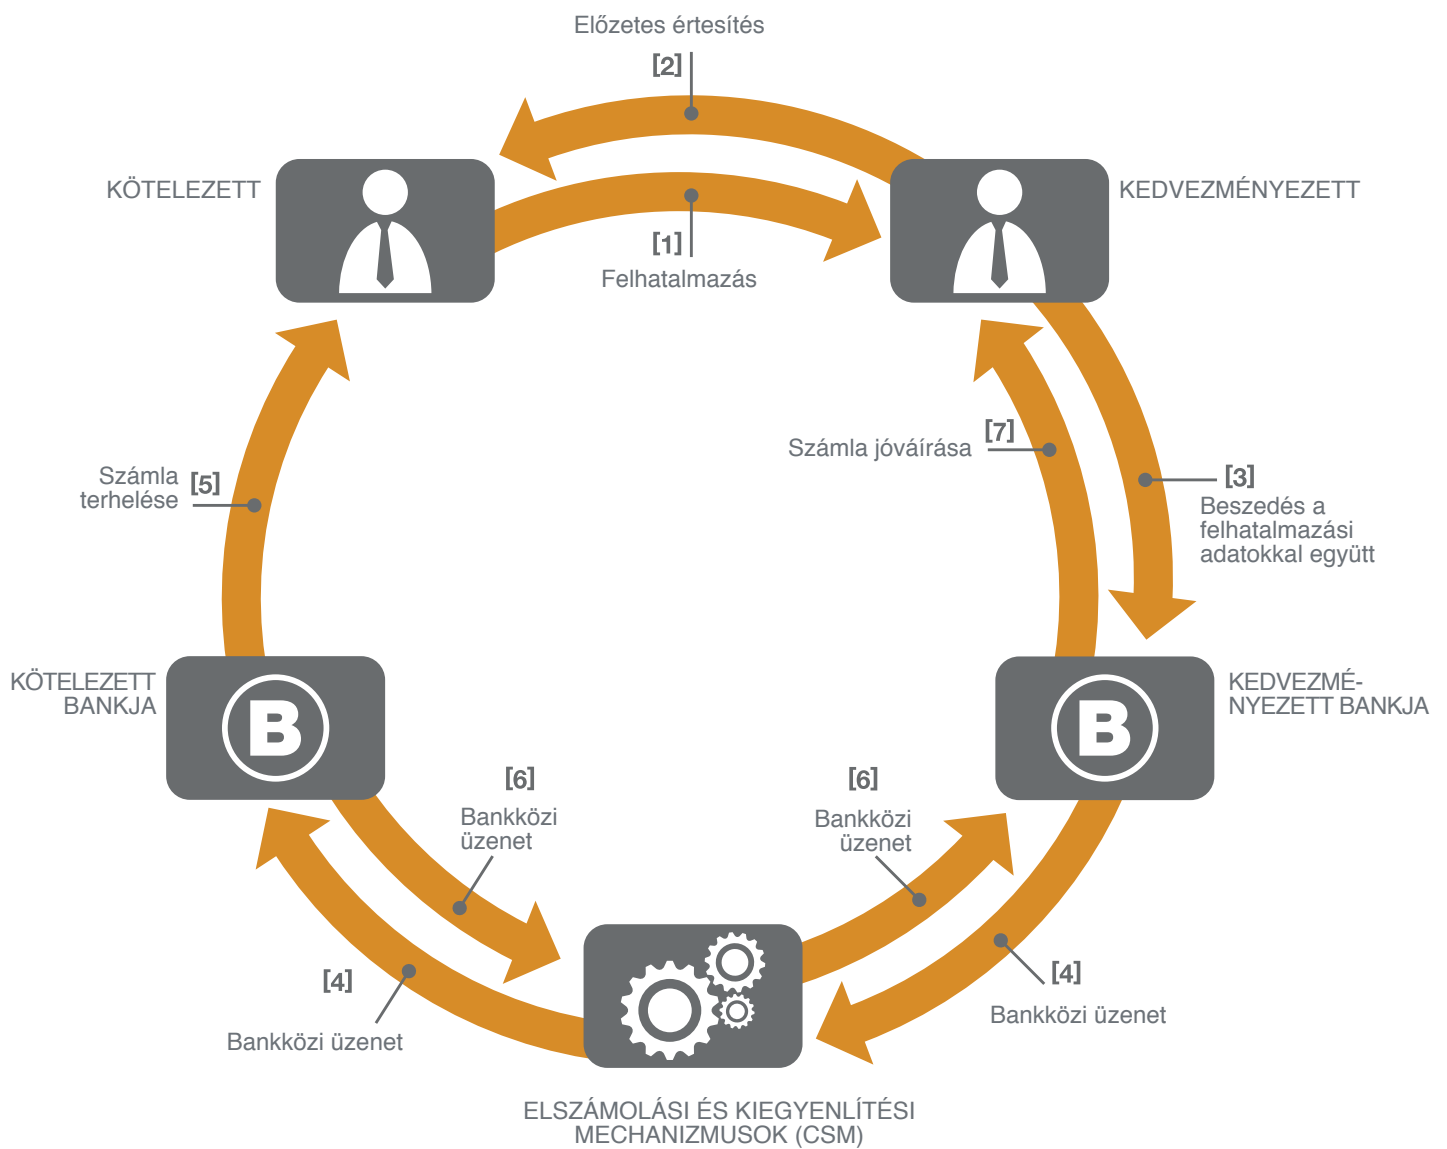 Előzetes értesítés
[2]
KÖTELEZETT
KEDVEZMÉNYEZETT
[1]
Felhatalmazás
Számla jóváírása
[7]
Számla
terhelése
[5]
[3]
Beszedés a
felhatalmazási
adatokkal együtt
KÖTELEZETT
BANKJA
B
B
KEDVEZMÉ-
NYEZETT BANKJA
[6]
Bankközi
üzenet
[6]
Bankközi
üzenet
[4]
Bankközi üzenet
[4]
Bankközi üzenet
ELSZÁMOLÁSI ÉS KIEGYENLÍTÉSI
MECHANIZMUSOK (CSM)